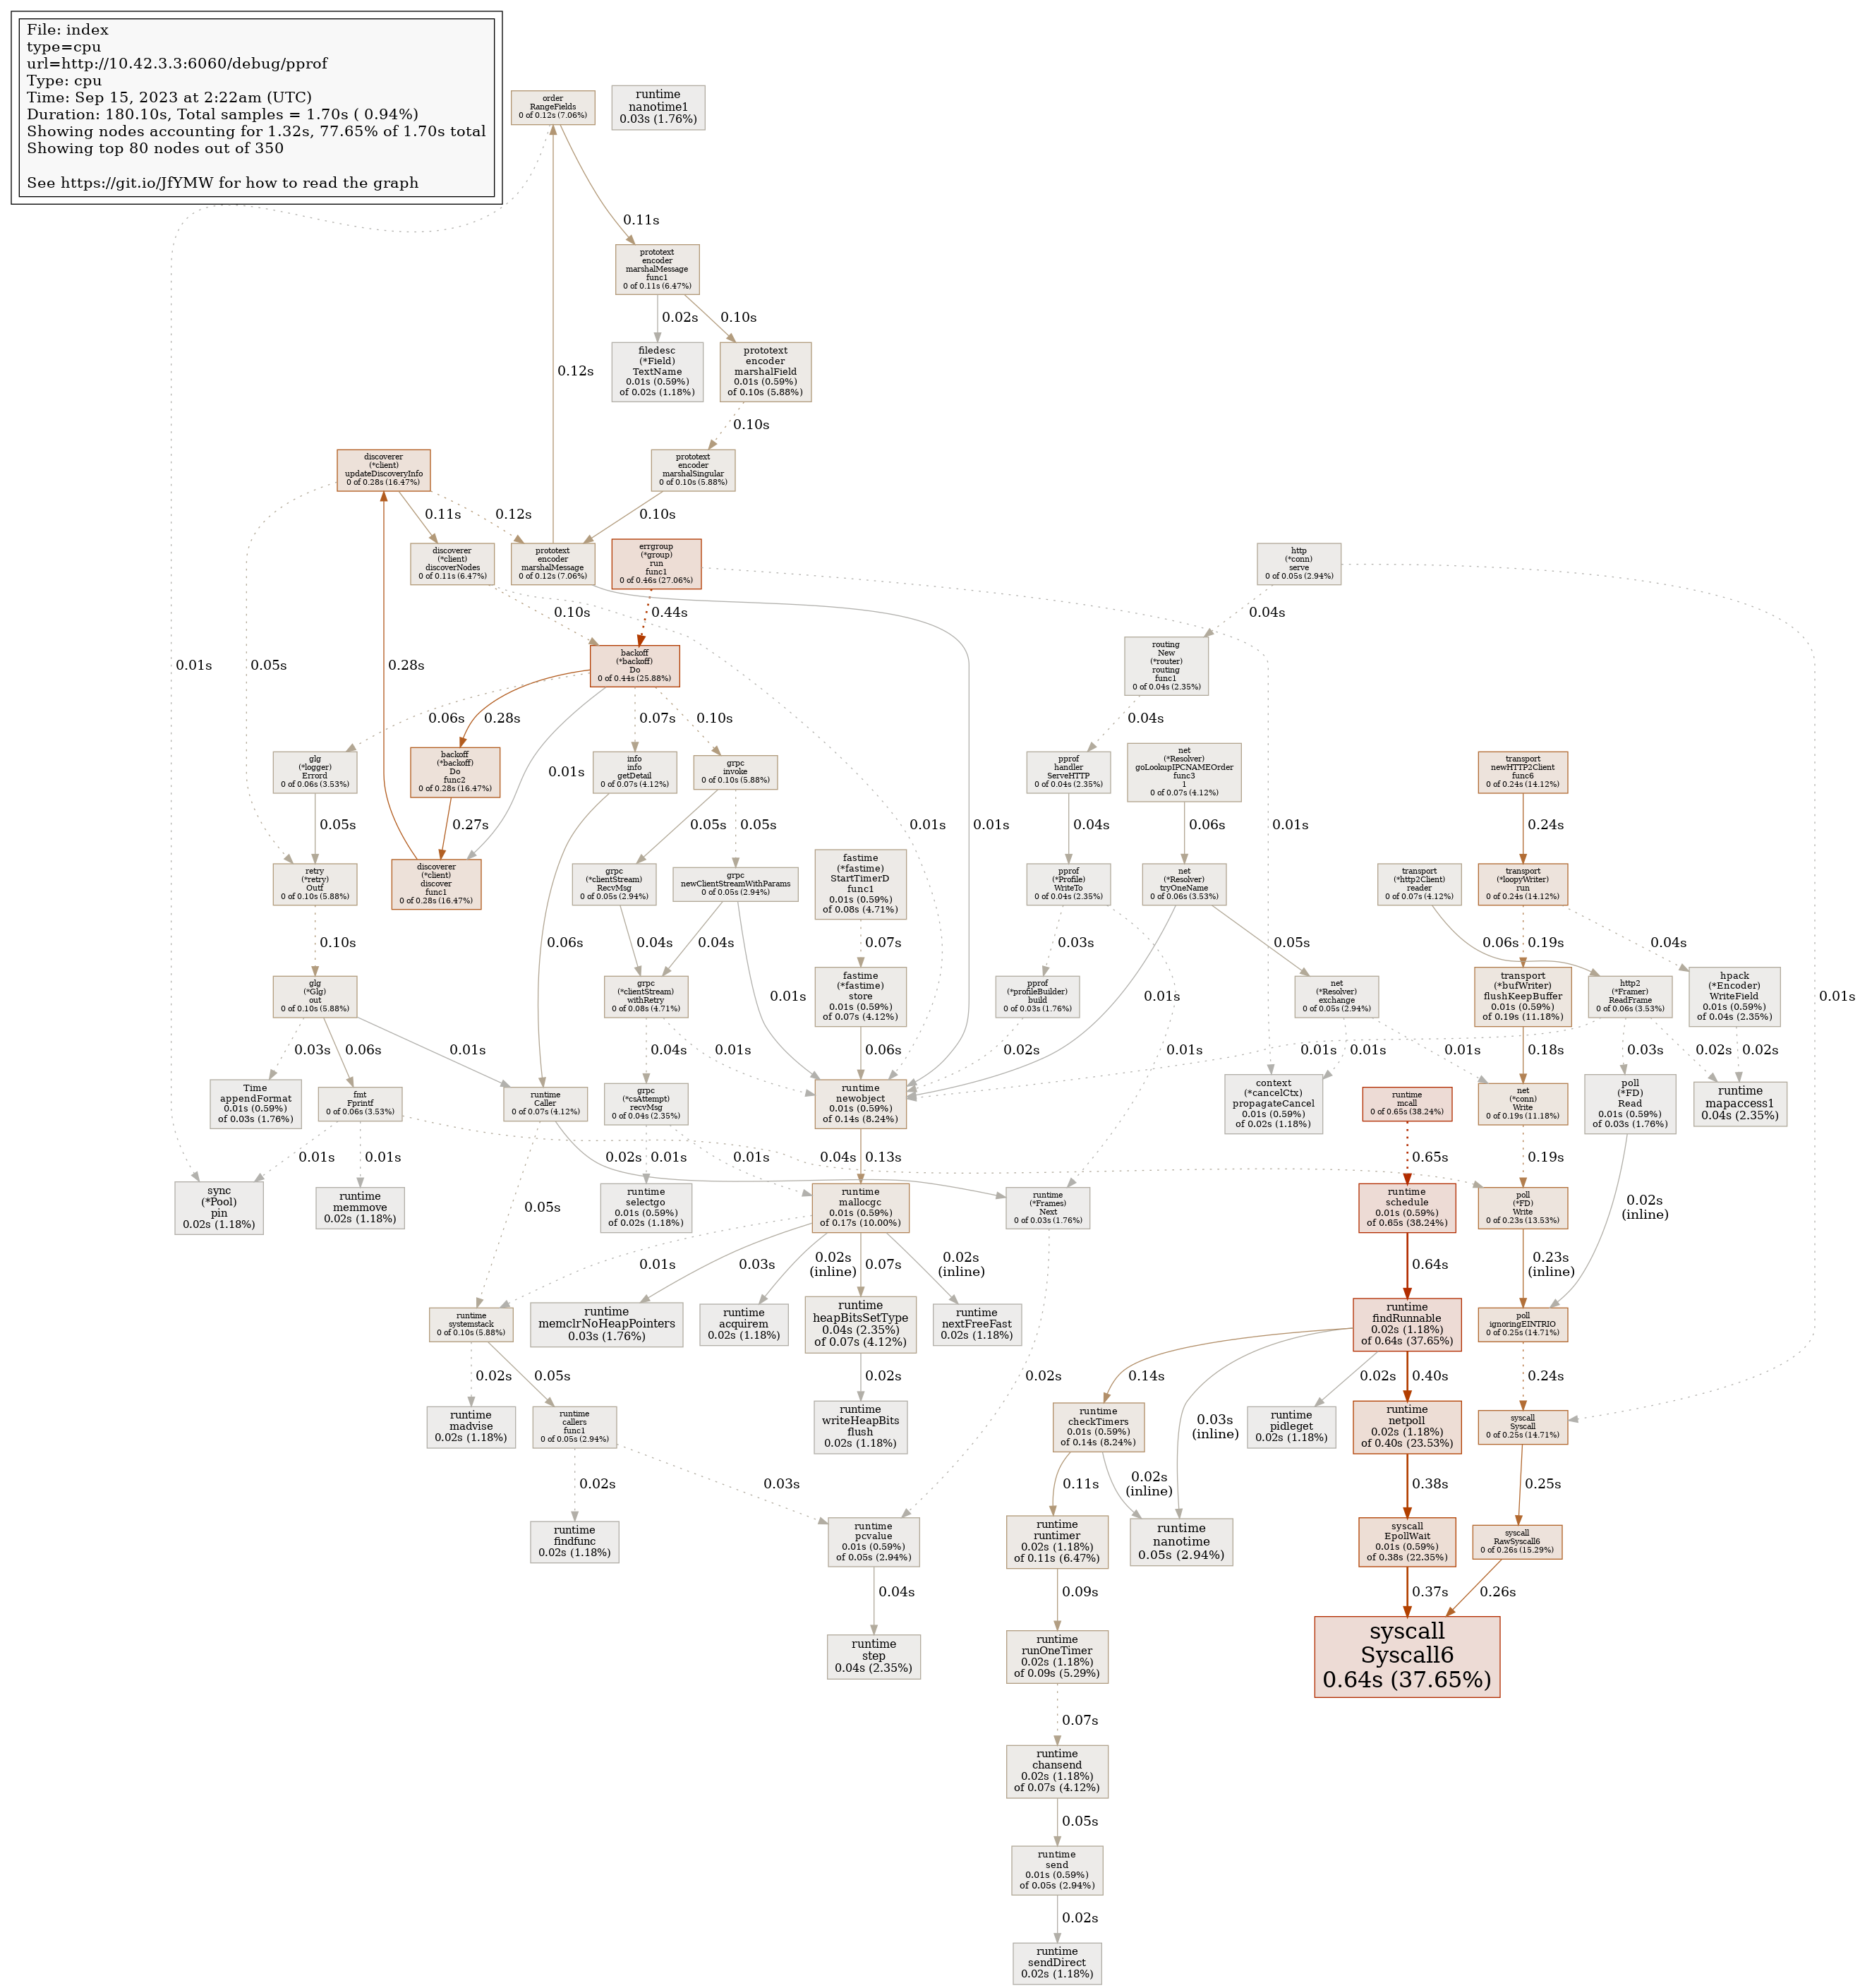 File: index
type=cpu
url=http://10.42.3.3:6060/debug/pprof
Type: cpu
Time: Sep 15, 2023 at 2:22am (UTC)
Duration: 180.10s, Total samples = 1.70s ( 0.94%)
Showing nodes accounting for 1.32s, 77.65% of 1.70s total
Showing top 80 nodes out of 350
See https://git.io/JfYMW for how to read the graph
order
RangeFields
0 of 0.12s (7.06%)
runtime
nanotime1
0.03s (1.76%)
0.11s
prototext
encoder
marshalMessage
func1
0 of 0.11s (6.47%)
0.02s
0.10s
0.12s
filedesc
(*Field)
TextName
0.01s (0.59%)
of 0.02s (1.18%)
prototext
encoder
marshalField
0.01s (0.59%)
of 0.10s (5.88%)
0.10s
discoverer
(*client)
updateDiscoveryInfo
0 of 0.28s (16.47%)
prototext
encoder
marshalSingular
0 of 0.10s (5.88%)
0.11s
0.12s
0.10s
discoverer
(*client)
discoverNodes
0 of 0.11s (6.47%)
prototext
encoder
marshalMessage
0 of 0.12s (7.06%)
errgroup
(*group)
run
func1
0 of 0.46s (27.06%)
http
(*conn)
serve
0 of 0.05s (2.94%)
0.10s
0.44s
0.04s
0.01s
0.05s
0.28s
backoff
(*backoff)
Do
0 of 0.44s (25.88%)
routing
New
(*router)
routing
func1
0 of 0.04s (2.35%)
0.06s
0.28s
0.07s
0.10s
0.04s
glg
(*logger)
Errord
0 of 0.06s (3.53%)
backoff
(*backoff)
Do
func2
0 of 0.28s (16.47%)
0.01s
info
info
getDetail
0 of 0.07s (4.12%)
grpc
invoke
0 of 0.10s (5.88%)
pprof
handler
ServeHTTP
0 of 0.04s (2.35%)
net
(*Resolver)
goLookupIPCNAMEOrder
func3
1
0 of 0.07s (4.12%)
transport
newHTTP2Client
func6
0 of 0.24s (14.12%)
0.05s
0.27s
0.05s
0.05s
0.01s
0.01s
0.04s
0.06s
0.01s
0.24s
retry
(*retry)
Outf
0 of 0.10s (5.88%)
discoverer
(*client)
discover
func1
0 of 0.28s (16.47%)
grpc
(*clientStream)
RecvMsg
0 of 0.05s (2.94%)
grpc
newClientStreamWithParams
0 of 0.05s (2.94%)
fastime
(*fastime)
StartTimerD
func1
0.01s (0.59%)
of 0.08s (4.71%)
pprof
(*Profile)
WriteTo
0 of 0.04s (2.35%)
net
(*Resolver)
tryOneName
0 of 0.06s (3.53%)
transport
(*http2Client)
reader
0 of 0.07s (4.12%)
transport
(*loopyWriter)
run
0 of 0.24s (14.12%)
0.10s
0.06s
0.04s
0.04s
0.07s
0.03s
0.05s
0.06s
0.19s
0.04s
glg
(*Glg)
out
0 of 0.10s (5.88%)
grpc
(*clientStream)
withRetry
0 of 0.08s (4.71%)
0.01s
fastime
(*fastime)
store
0.01s (0.59%)
of 0.07s (4.12%)
pprof
(*profileBuilder)
build
0 of 0.03s (1.76%)
0.01s
net
(*Resolver)
exchange
0 of 0.05s (2.94%)
transport
(*bufWriter)
flushKeepBuffer
0.01s (0.59%)
of 0.19s (11.18%)
http2
(*Framer)
ReadFrame
0 of 0.06s (3.53%)
hpack
(*Encoder)
WriteField
0.01s (0.59%)
of 0.04s (2.35%)
0.01s
0.03s
0.06s
0.01s
0.04s
0.01s
0.06s
0.02s
0.01s
0.01s
0.01s
0.01s
0.18s
0.03s
0.02s
0.02s
Time
appendFormat
0.01s (0.59%)
of 0.03s (1.76%)
fmt
Fprintf
0 of 0.06s (3.53%)
runtime
Caller
0 of 0.07s (4.12%)
grpc
(*csAttempt)
recvMsg
0 of 0.04s (2.35%)
runtime
newobject
0.01s (0.59%)
of 0.14s (8.24%)
context
(*cancelCtx)
propagateCancel
0.01s (0.59%)
of 0.02s (1.18%)
runtime
mcall
0 of 0.65s (38.24%)
net
(*conn)
Write
0 of 0.19s (11.18%)
poll
(*FD)
Read
0.01s (0.59%)
of 0.03s (1.76%)
runtime
mapaccess1
0.04s (2.35%)
0.01s
0.01s
0.02s
0.01s
0.01s
0.04s
0.13s
0.65s
0.19s
sync
(*Pool)
pin
0.02s (1.18%)
runtime
memmove
0.02s (1.18%)
0.05s
runtime
selectgo
0.01s (0.59%)
of 0.02s (1.18%)
runtime
mallocgc
0.01s (0.59%)
of 0.17s (10.00%)
runtime
(*Frames)
Next
0 of 0.03s (1.76%)
runtime
schedule
0.01s (0.59%)
of 0.65s (38.24%)
poll
(*FD)
Write
0 of 0.23s (13.53%)
0.02s
(inline)
0.01s
0.03s
0.02s
(inline)
0.07s
0.02s
(inline)
0.64s
0.23s
(inline)
runtime
systemstack
0 of 0.10s (5.88%)
runtime
memclrNoHeapPointers
0.03s (1.76%)
runtime
acquirem
0.02s (1.18%)
runtime
heapBitsSetType
0.04s (2.35%)
of 0.07s (4.12%)
runtime
nextFreeFast
0.02s (1.18%)
runtime
findRunnable
0.02s (1.18%)
of 0.64s (37.65%)
poll
ignoringEINTRIO
0 of 0.25s (14.71%)
0.02s
0.05s
0.02s
0.02s
0.14s
0.02s
0.40s
0.24s
runtime
madvise
0.02s (1.18%)
runtime
callers
func1
0 of 0.05s (2.94%)
runtime
writeHeapBits
flush
0.02s (1.18%)
runtime
checkTimers
0.01s (0.59%)
of 0.14s (8.24%)
0.03s
(inline)
runtime
pidleget
0.02s (1.18%)
runtime
netpoll
0.02s (1.18%)
of 0.40s (23.53%)
syscall
Syscall
0 of 0.25s (14.71%)
0.02s
0.03s
0.11s
0.02s
(inline)
0.38s
0.25s
runtime
findfunc
0.02s (1.18%)
runtime
pcvalue
0.01s (0.59%)
of 0.05s (2.94%)
runtime
runtimer
0.02s (1.18%)
of 0.11s (6.47%)
runtime
nanotime
0.05s (2.94%)
syscall
EpollWait
0.01s (0.59%)
of 0.38s (22.35%)
syscall
RawSyscall6
0 of 0.26s (15.29%)
0.04s
0.09s
0.37s
0.26s
runtime
step
0.04s (2.35%)
runtime
runOneTimer
0.02s (1.18%)
of 0.09s (5.29%)
syscall
Syscall6
0.64s (37.65%)
0.07s
runtime
chansend
0.02s (1.18%)
of 0.07s (4.12%)
0.05s
runtime
send
0.01s (0.59%)
of 0.05s (2.94%)
0.02s
runtime
sendDirect
0.02s (1.18%)